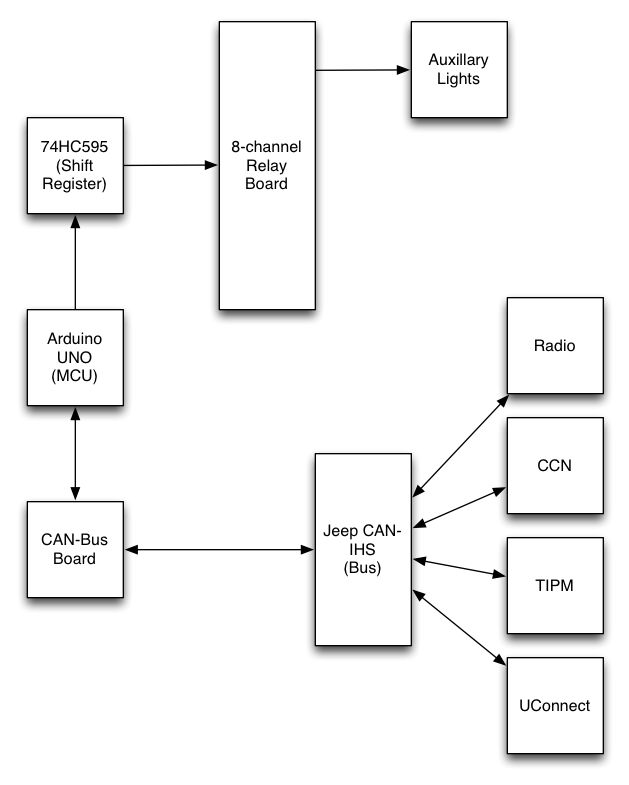 Auxillary
Lights
74HC595
(Shift
Register)
8-channel
Relay
Board
Arduino
UNO
(MCU)
Radio
CCN
CAN-Bus
Board
Jeep CAN-
IHS
(Bus)
TIPM
UConnect